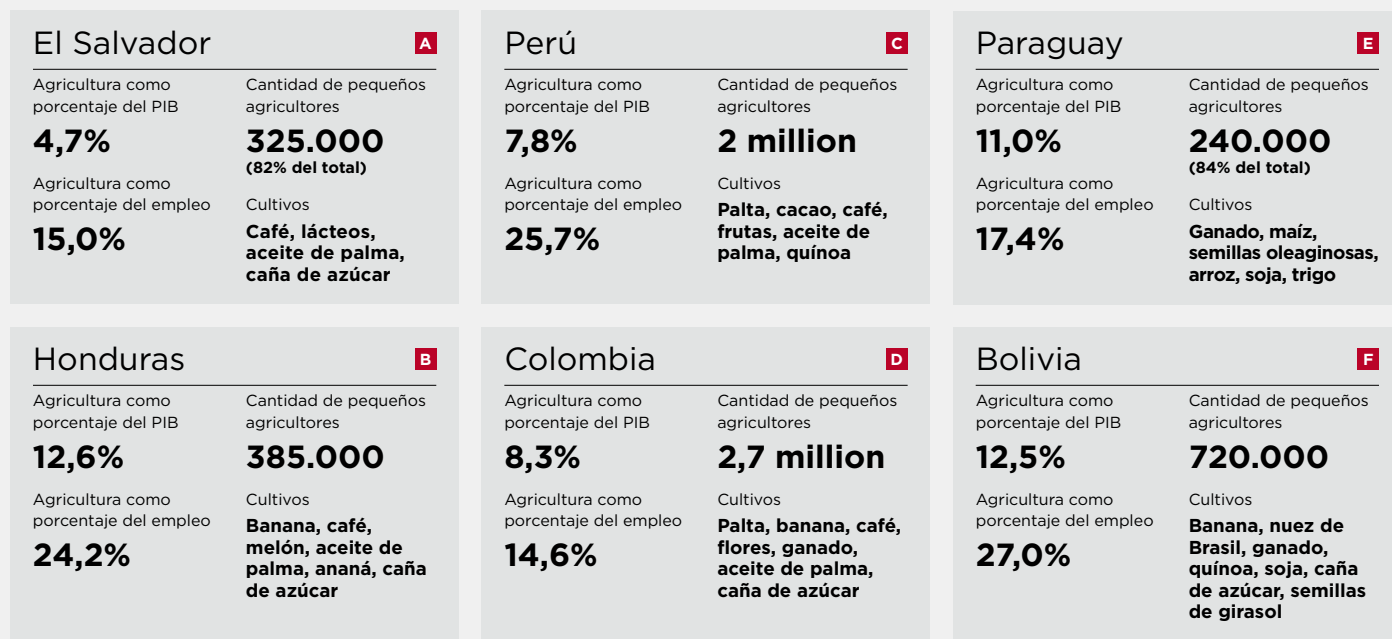 El Salvador
A
Agricultura como
porcentaje del PIB
4,7%
Agricultura como
porcentaje del empleo
15,0%
Cantidad de pequeños
agricultores
325.000
(82% del total)
Cultivos
Café, lácteos,
aceite de palma,
caña de azúcar
Perú
C
Agricultura como
porcentaje del PIB
7,8%
Agricultura como
porcentaje del empleo
25,7%
Cantidad de pequeños
agricultores
2 million
Cultivos
Palta, cacao, café,
frutas, aceite de
palma, quínoa
Paraguay
E
Agricultura como
porcentaje del PIB
11,0%
Agricultura como
porcentaje del empleo
17,4%
Cantidad de pequeños
agricultores
240.000
(84% del total)
Cultivos
Ganado, maíz,
semillas oleaginosas,
arroz, soja, trigo
Honduras
B
Agricultura como
porcentaje del PIB
12,6%
Agricultura como
porcentaje del empleo
24,2%
Cantidad de pequeños
agricultores
385.000
Cultivos
Banana, café,
melón, aceite de
palma, ananá, caña
de azúcar
Colombia
D
Agricultura como
porcentaje del PIB
8,3%
Agricultura como
porcentaje del empleo
14,6%
Cantidad de pequeños
agricultores
2,7 million
Cultivos
Palta, banana, café,
flores, ganado,
aceite de palma,
caña de azúcar
Bolivia
F
Agricultura como
porcentaje del PIB
12,5%
Agricultura como
porcentaje del empleo
27,0%
Cantidad de pequeños
agricultores
720.000
Cultivos
Banana, nuez de
Brasil, ganado,
quínoa, soja, caña
de azúcar, semillas
de girasol